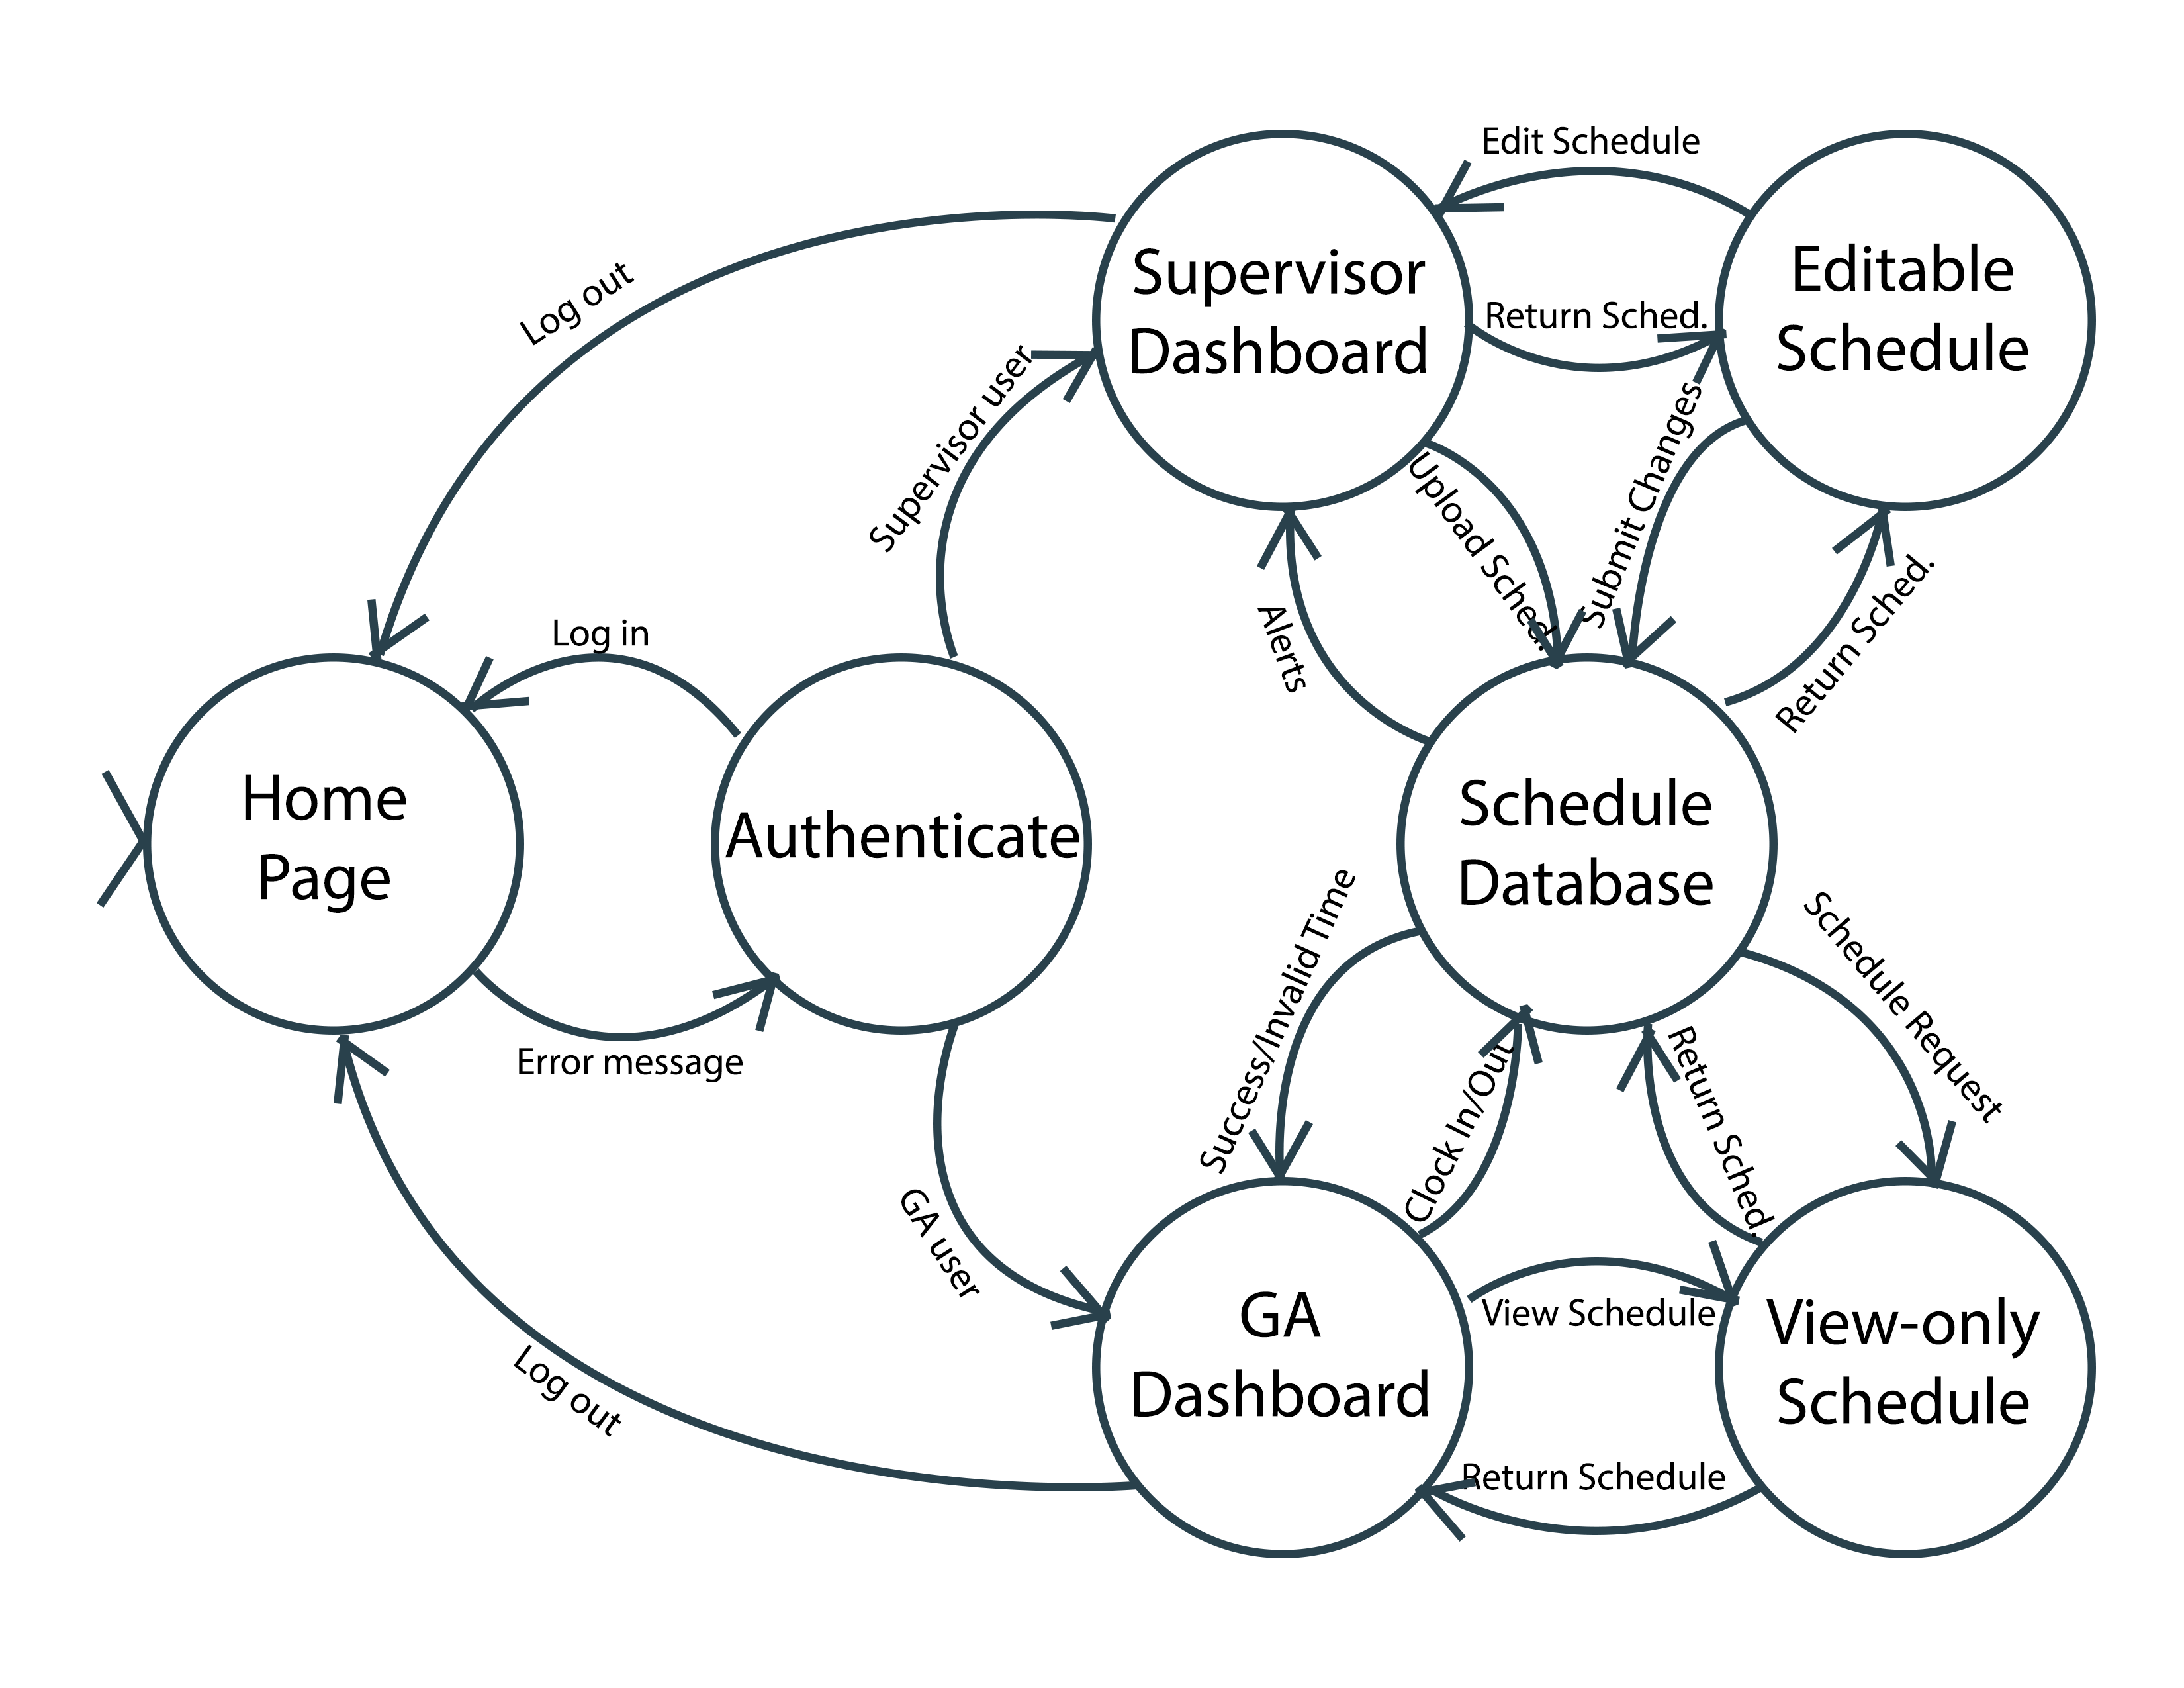 Edit Schedule
Supervisor
Dashboard
Editable
Schedule
Return Sched.
Log out
Supervisor user
Upload Sched.
Submit Changes
Return Sched.
Alerts
Log in
Home
Page
Authenticate
Schedule
Database
Error message
Success/Invalid Time
Clock In/Out
Return Sched.
Schedule Request
GA user
GA
Dashboard
View Schedule
View-only
Schedule
Log out
Return Schedule